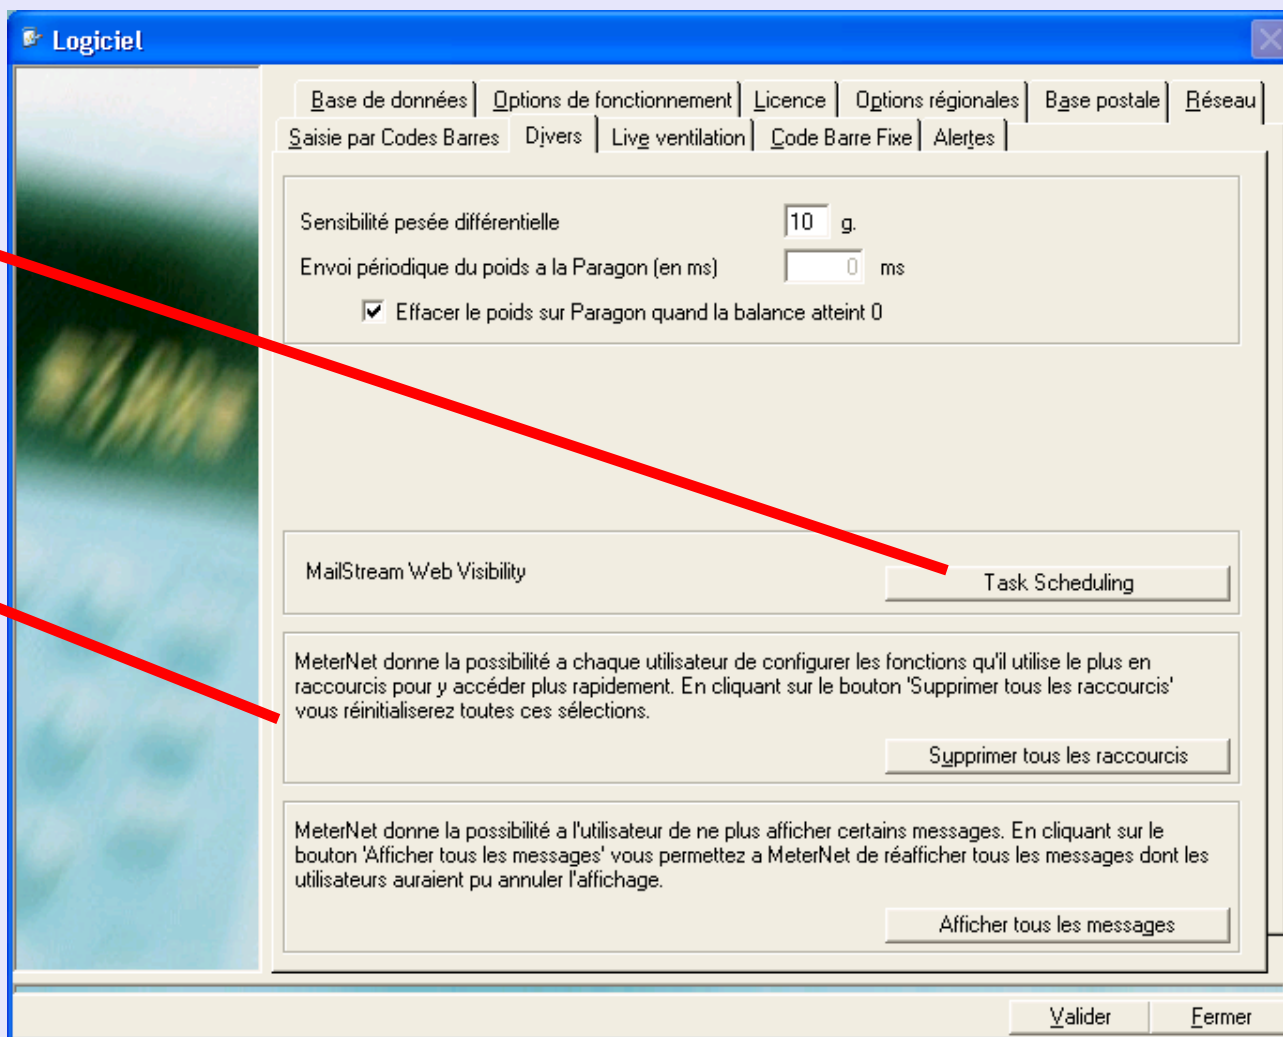 Logiciel
Base de données Options de fonctionnement Licence Options régionales Base postale Réseau
Saisie par Codes Barres Divers Live ventilation Code Barre Fixe Alertes
Sensibilité pesée différentielle 10 g.
Envoi périodique du poids a la Paragon (en ms) 0 ms
Effacer le poids sur Paragon quand la balance atteint 0
MailStream Web Visibility
Task Scheduling
MeterNet donne la possibilité a chaque utilisateur de configurer les fonctions qu'il utilise le plus en
raccourcis pour y accéder plus rapidement. En cliquant sur le bouton 'Supprimer tous les raccourcis'
vous réinitialiserez toutes ces sélections.
Supprimer tous les raccourcis
MeterNet donne la possibilité a l'utilisateur de ne plus afficher certains messages. En cliquant sur le
bouton 'Afficher tous les messages' vous permettez a MeterNet de réafficher tous les messages dont les
utilisateurs auraient pu annuler l'affichage.
Afficher tous les messages
Valider Fermer